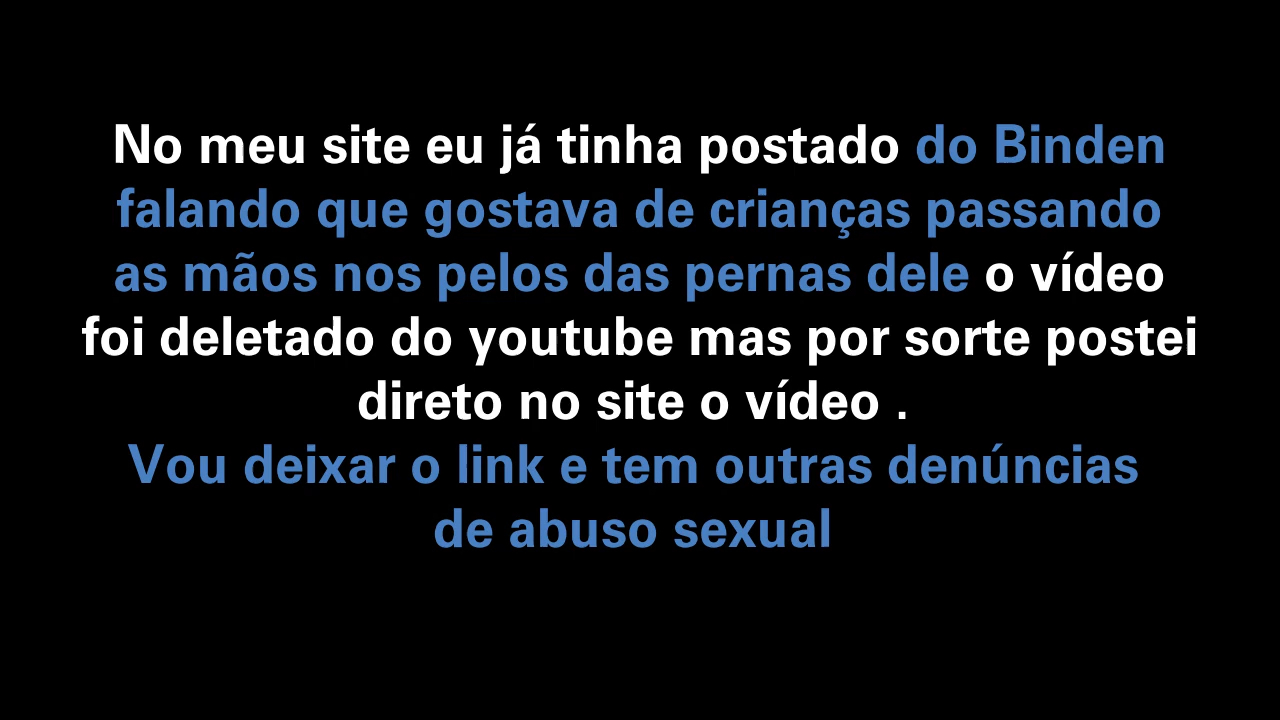 No meu site eu já tinha postado do Binden
falando que gostava de crianças passando
as mãos nos pelos das pernas dele o vídeo
foi deletado do youtube mas por sorte postei
direto no site o vídeo .
Vou deixar o link e tem outras denúncias
de abuso sexual